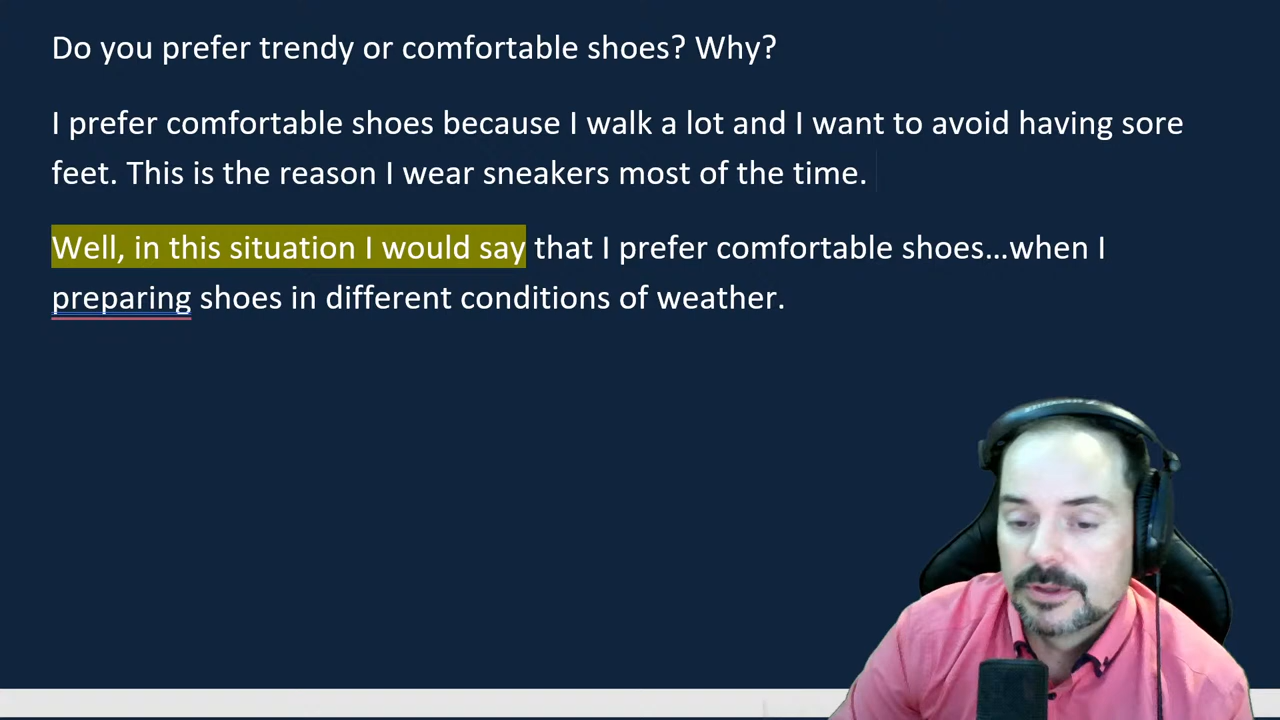 Do you prefer trendy or comfortable shoes? Why?
I prefer comfortable shoes because I walk a lot and I want to avoid having sore
feet. This is the reason I wear sneakers most of the time.
Well, in this situation I would say that I prefer comfortable shoes…when I
preparing shoes in different conditions of weather.